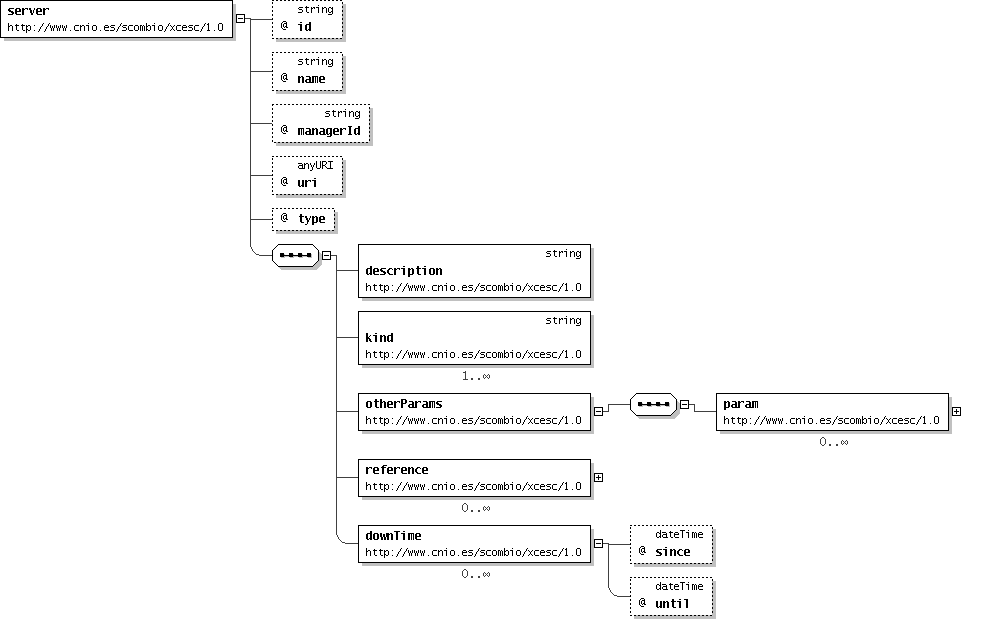 server
http://www.cnio.es/scombio/xcesc/1.0
string
@ id
string
@ name
string
@ managerId
anyURI
@ uri
@ type
string
description
http://www.cnio.es/scombio/xcesc/1.0
string
kind
http://www.cnio.es/scombio/xcesc/1.0
1..∞
otherParams
http://www.cnio.es/scombio/xcesc/1.0
param
http://www.cnio.es/scombio/xcesc/1.0
0..∞
reference
http://www.cnio.es/scombio/xcesc/1.0
0..∞
downTime
http://www.cnio.es/scombio/xcesc/1.0
0..∞
dateTime
@ since
dateTime
@ until